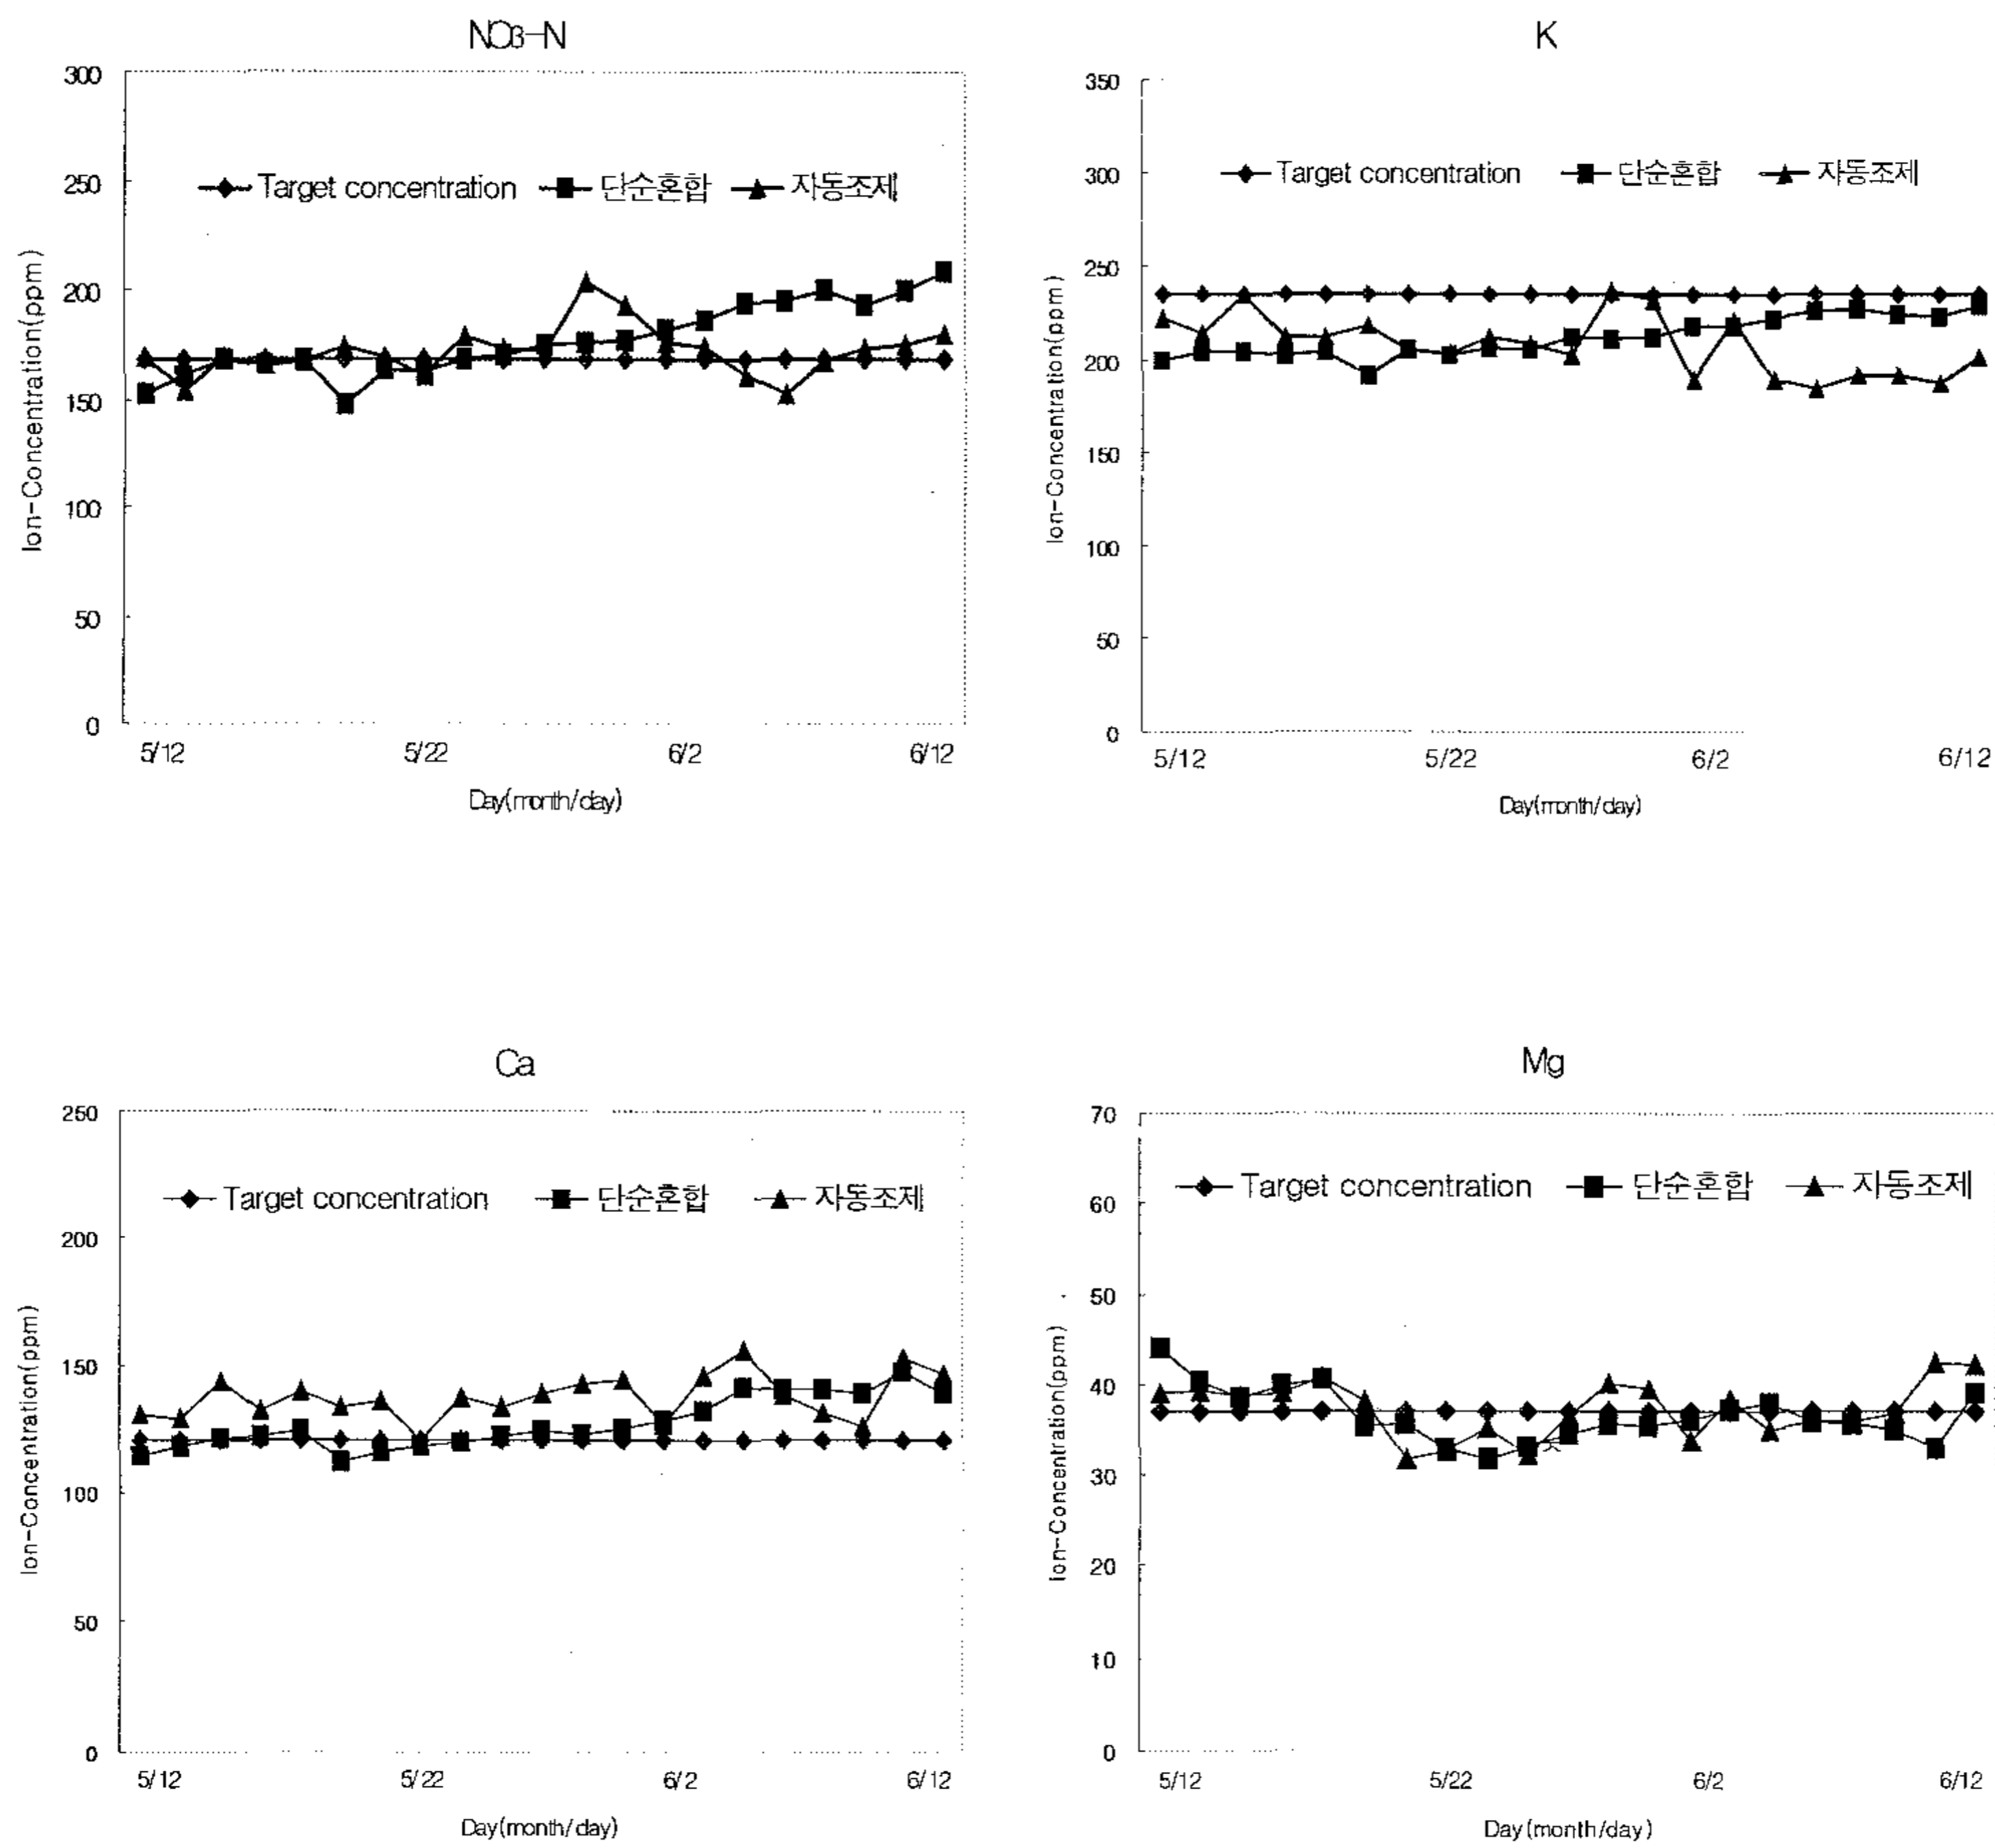 NO3-N
300
250
200
150
100
50
0
Target concentration 단순혼합 자동조제
Ion-Concentration(ppm)
5/12 5/22 6/2 6/12
Day(month/day)
K
350
300
250
200
150
100
50
0
Target concentration 단순혼합 자동조제
Ion-Concentration(ppm)
5/12 5/22 6/2 6/12
Day(month/day)
Ca
250
200
150
100
50
0
Target concentration 단순혼합 자동조제
Ion-Concentration(ppm)
5/12 5/22 6/2 6/12
Day(month/day)
Mg
70
60
50
40
30
20
10
0
Target concentration 단순혼합 자동조제
Ion-Concentration(ppm)
5/12 5/22 6/2 6/12
Day(month/day)